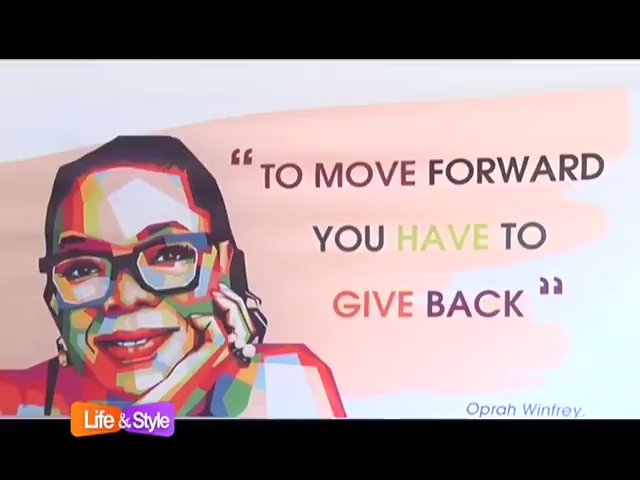 “ TO MOVE FORWARD
YOU HAVE TO
GIVE BACK ”
Oprah Winfrey.
Life & Style